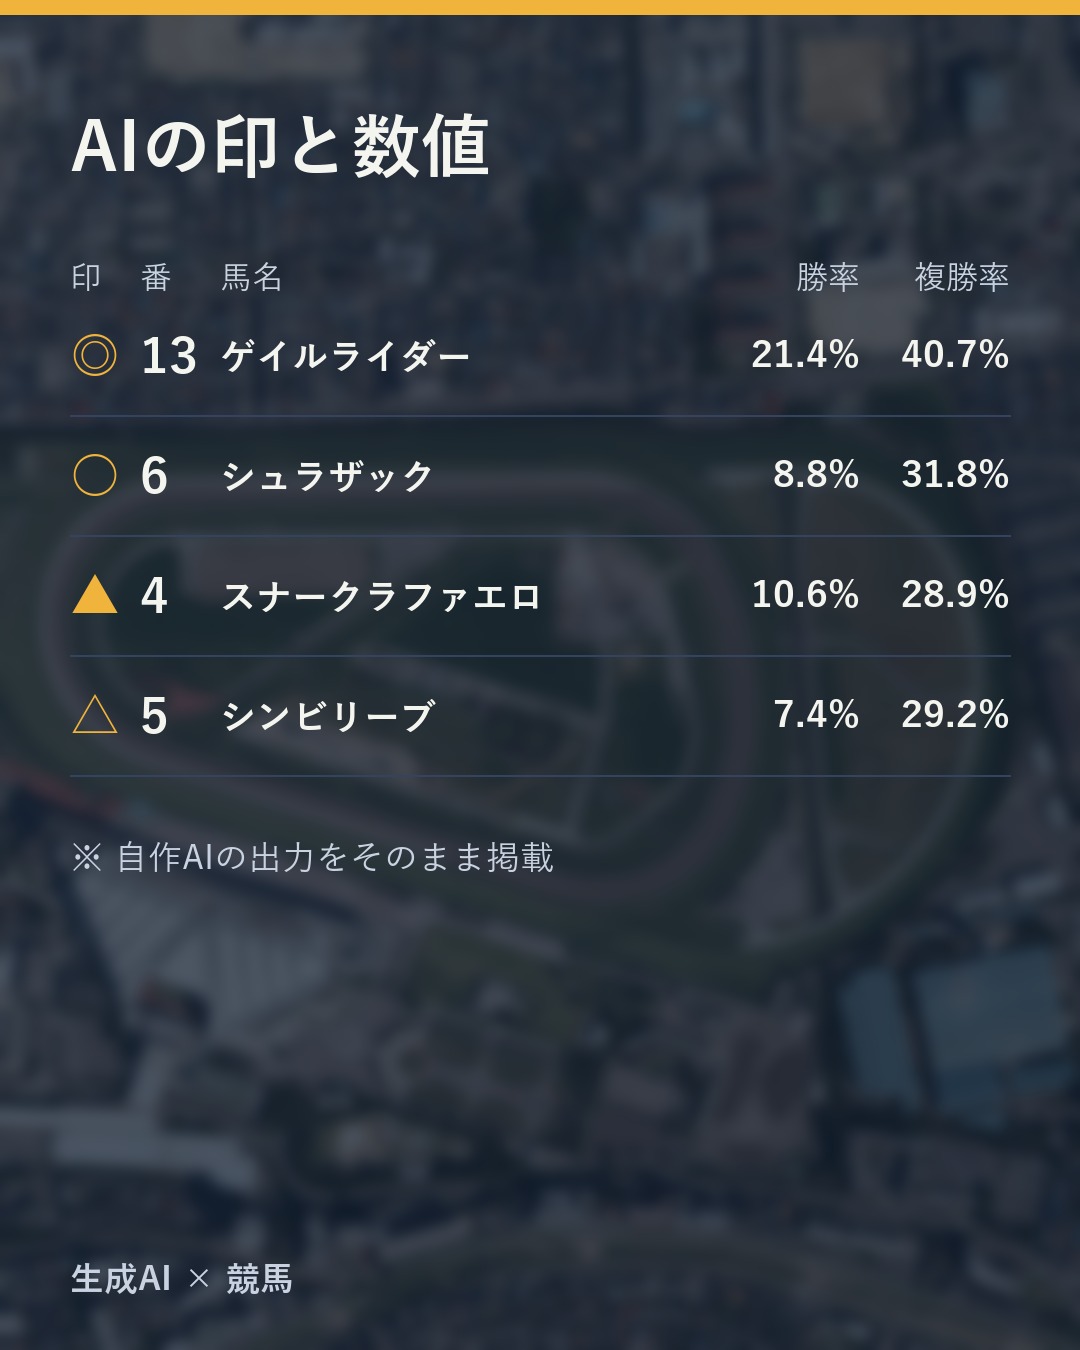 AIの印と数値
印 番 馬名 勝率 複勝率
◎ 13 ゲイルライダー 21.4% 40.7%
○ 6 シュラザック 8.8% 31.8%
▲ 4 スナークラファエロ 10.6% 28.9%
△ 5 シンビリーブ 7.4% 29.2%
※ 自作AIの出力をそのまま掲載
生成AI × 競馬